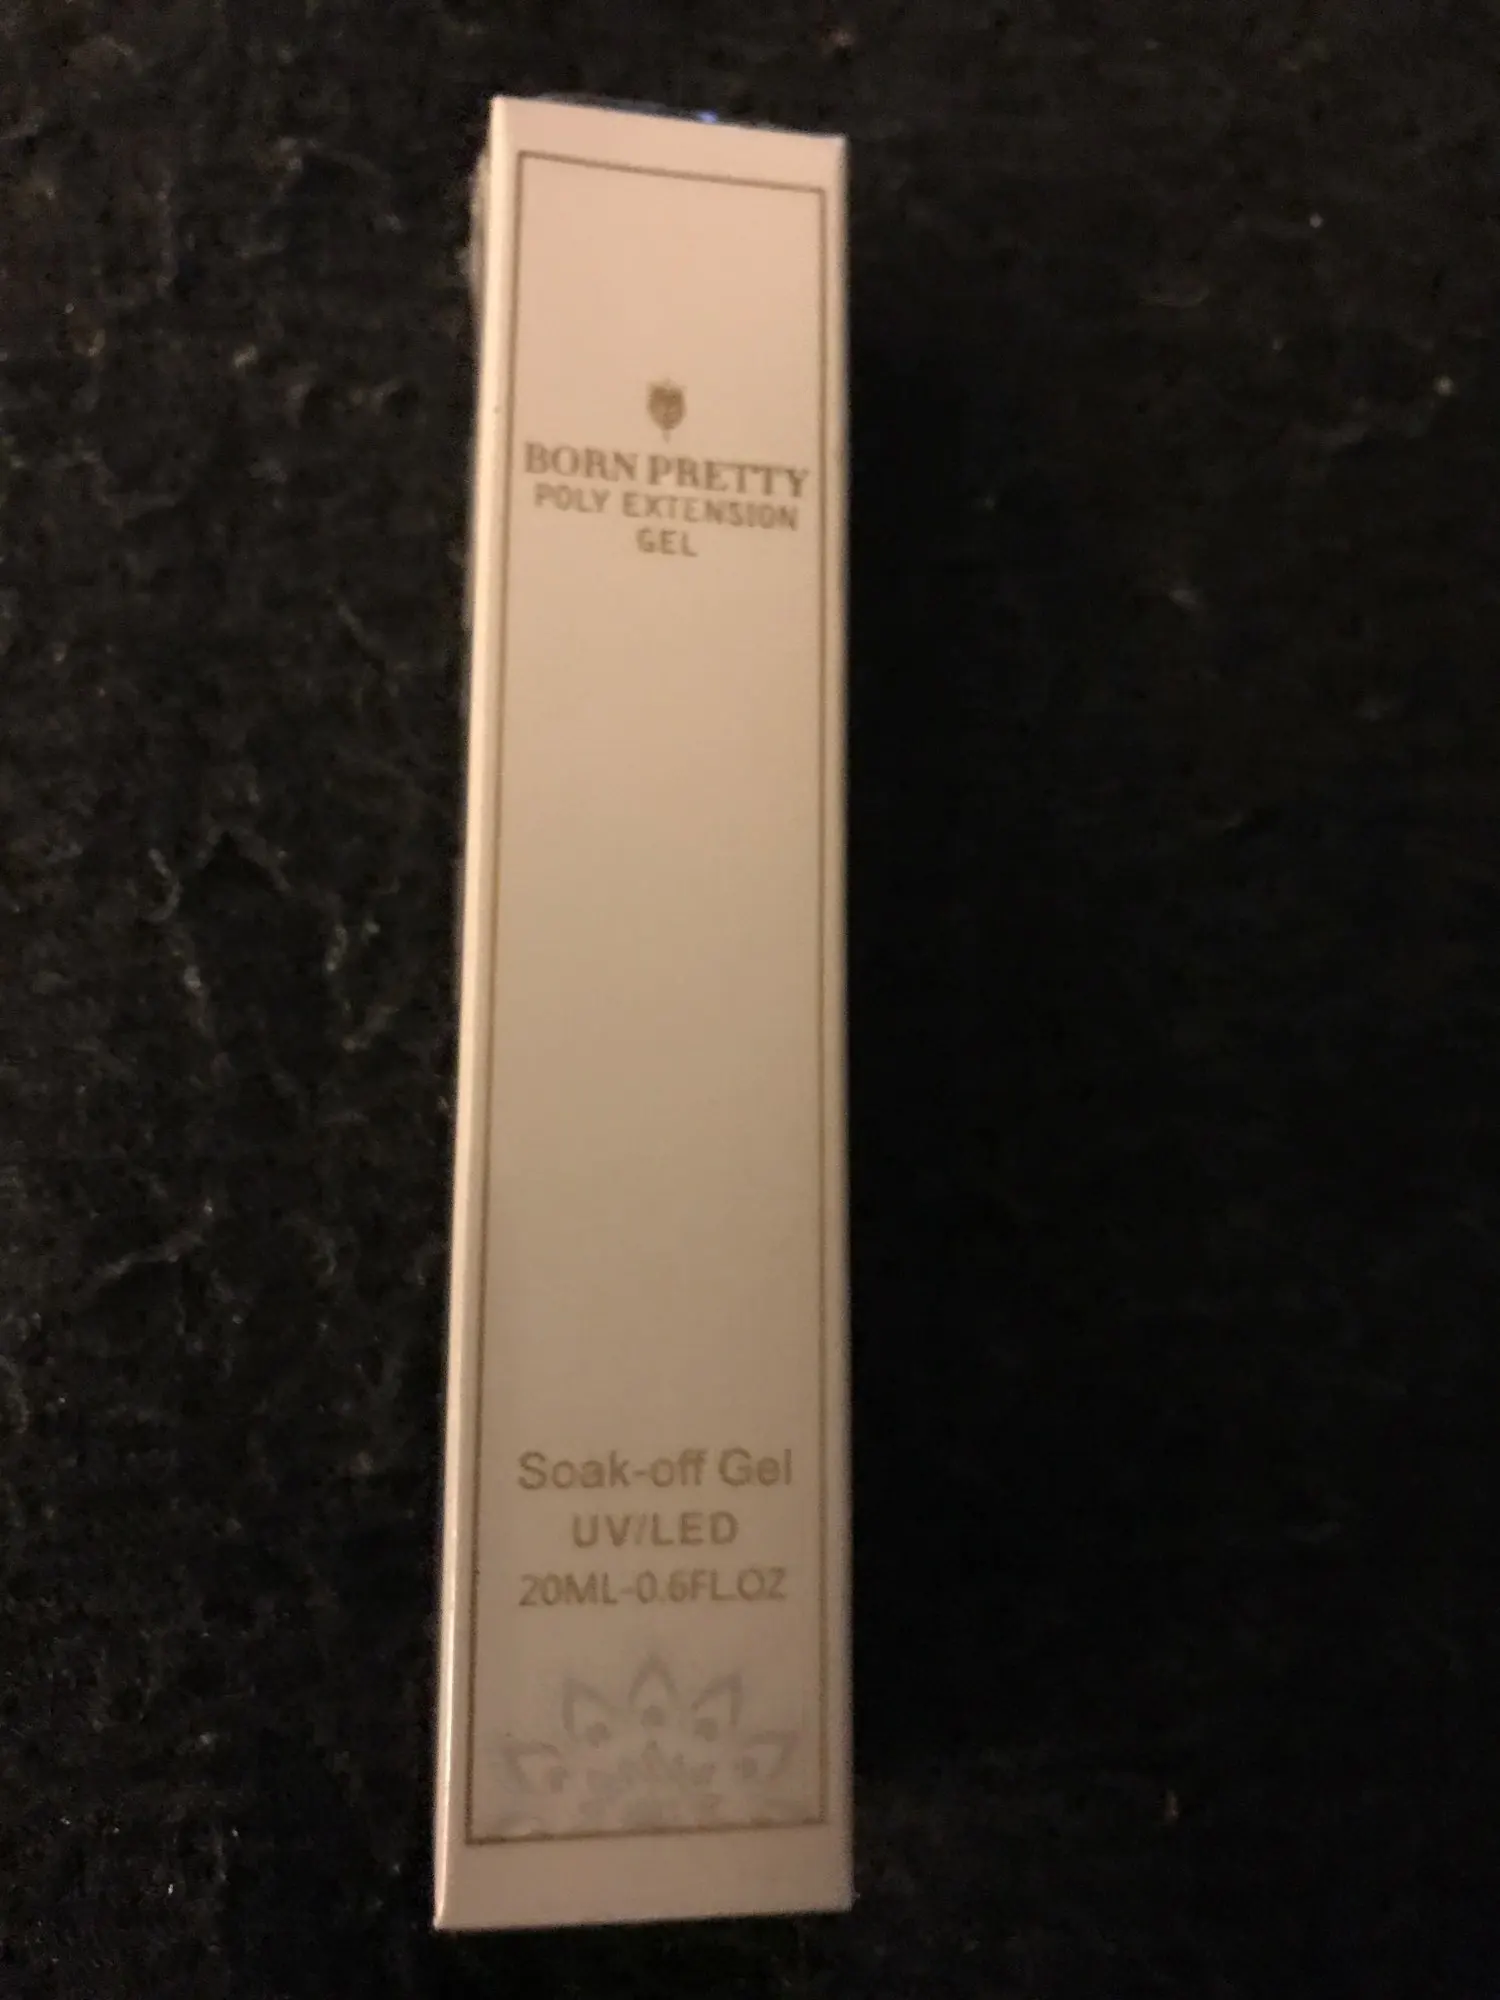 BORN PRETTY
POLY EXTENSION
GEL
Soak-off Gel
UV/LED
20ML-0.6FL.OZ